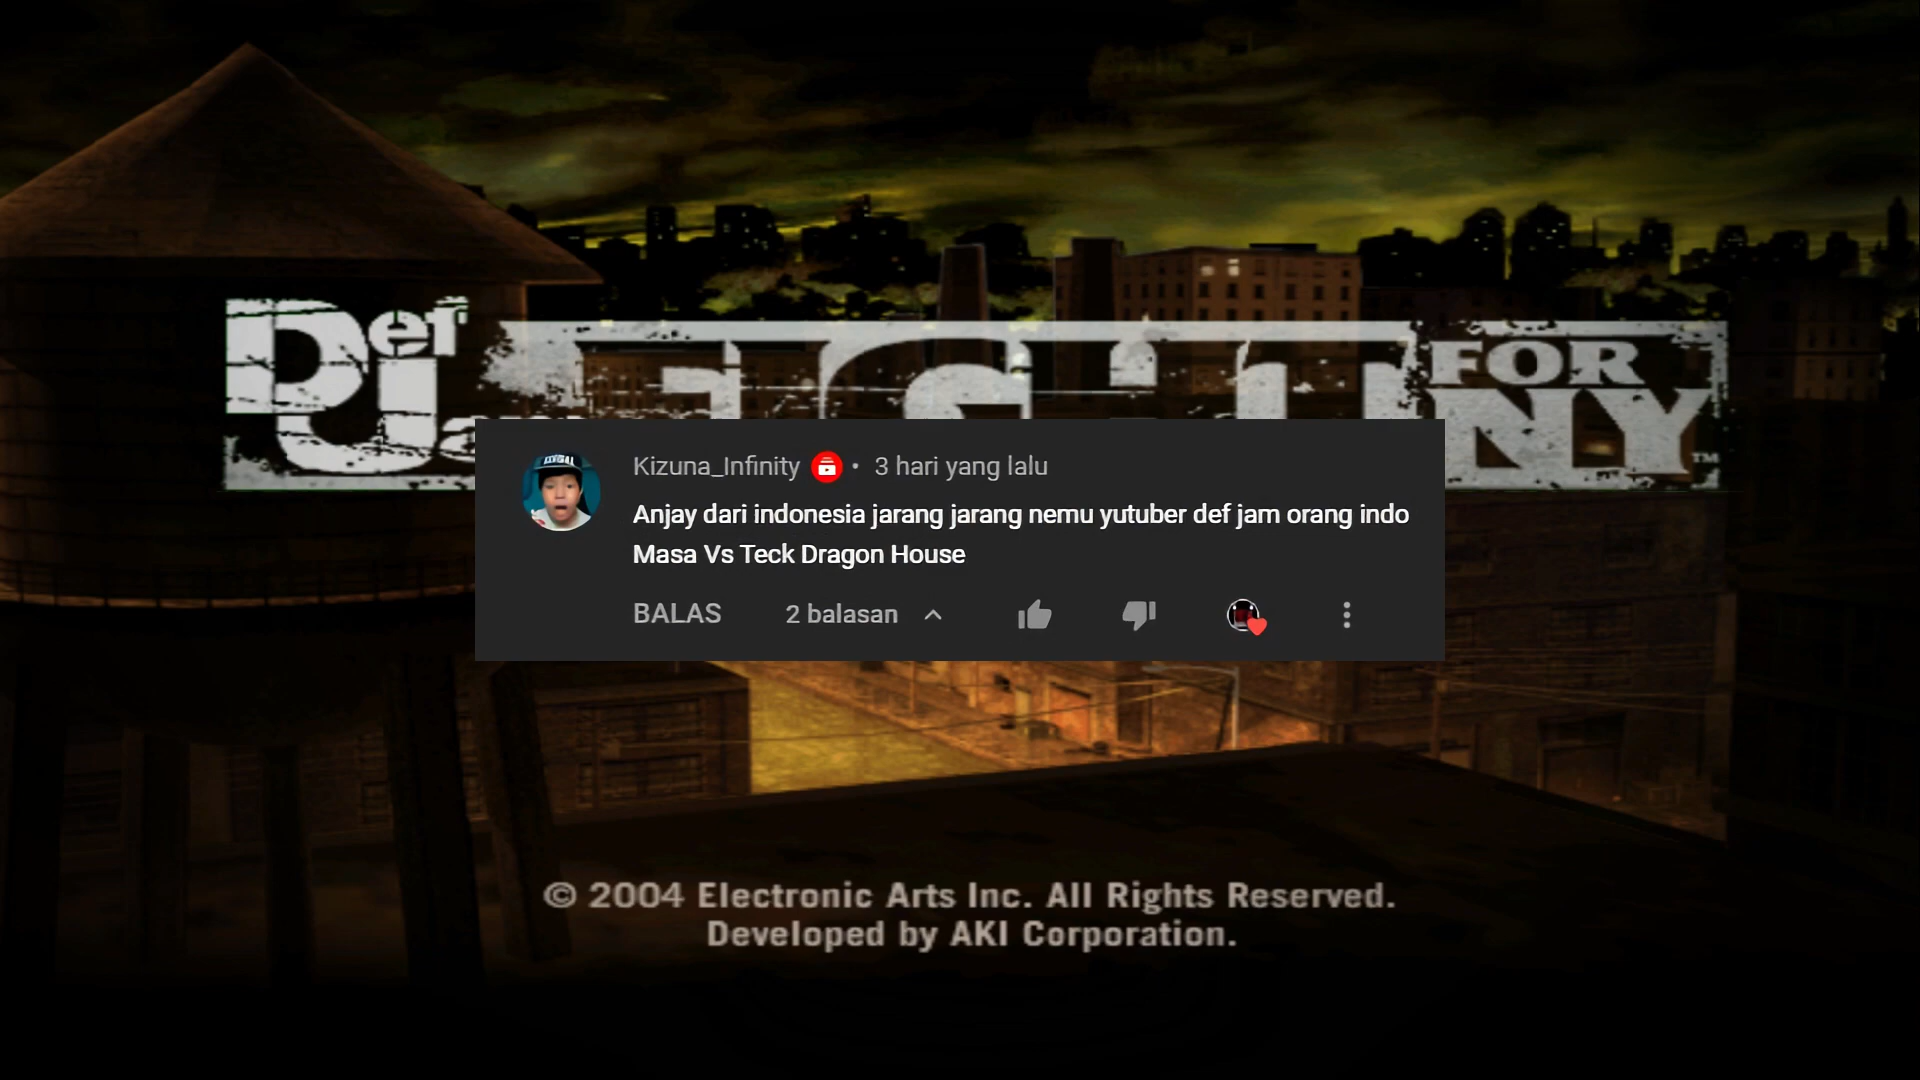 Def
Jam
FOR
NY™
Kizuna_Infinity • 3 hari yang lalu
Anjay dari indonesia jarang jarang nemu yutuber def jam orang indo
Masa Vs Teck Dragon House
BALAS 2 balasan
© 2004 Electronic Arts Inc. All Rights Reserved.
Developed by AKI Corporation.